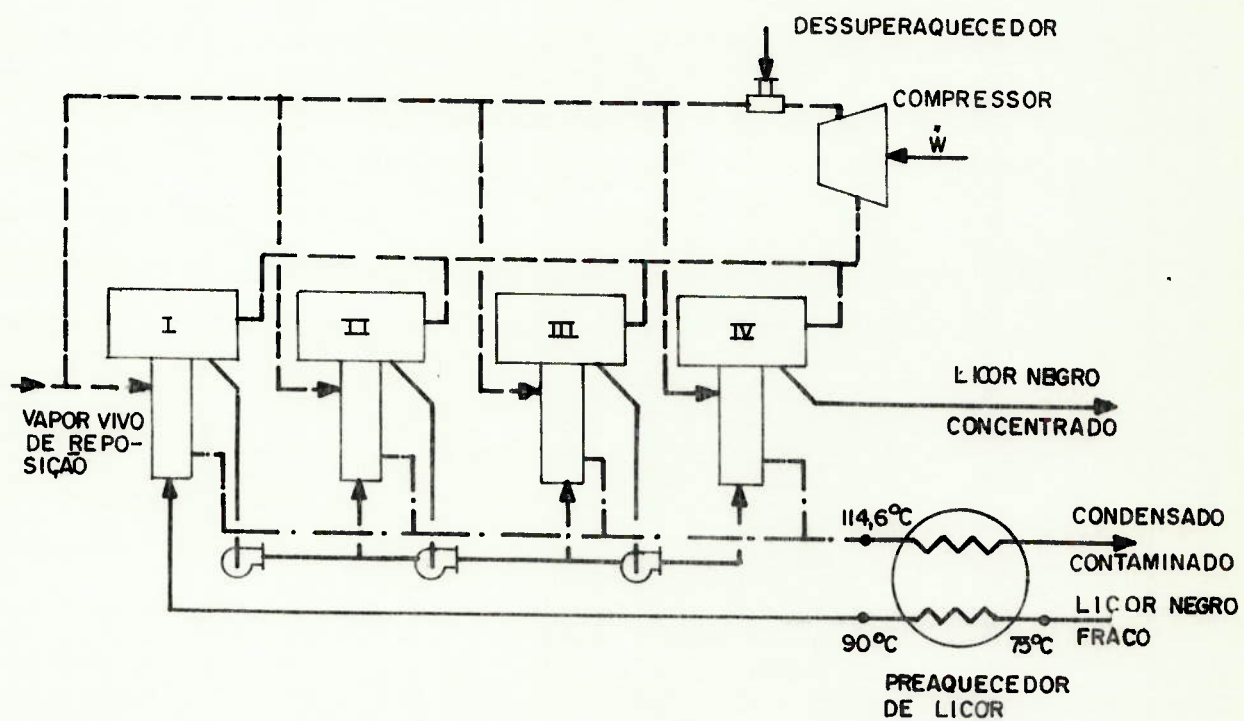 DESSUPERAQUECEDOR
COMPRESSOR
Ẇ
I
II
III
IV
VAPOR VIVO
DE REPO-
SIÇÃO
LICOR NEGRO
CONCENTRADO
114,6°C
CONDENSADO
CONTAMINADO
90°C
75°C
LICOR NEGRO
FRACO
PREAQUECEDOR
DE LICOR